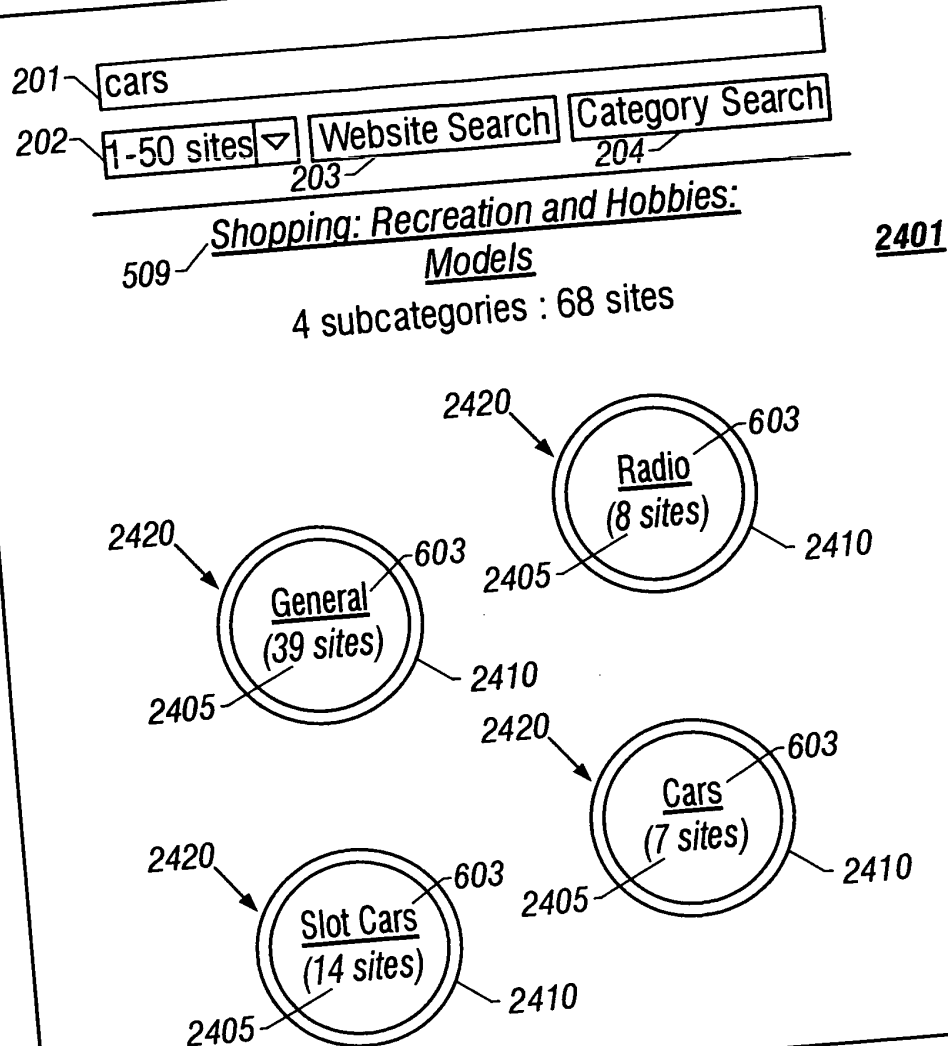 201 cars
202 1-50 sites Website Search Category Search
203 204
Shopping: Recreation and Hobbies:
509 Models 2401
4 subcategories : 68 sites
2420 603
Radio
(8 sites)
2405 2410
2420 603
General
(39 sites)
2405 2410
2420 603
Cars
(7 sites)
2405 2410
2420 603
Slot Cars
(14 sites)
2405 2410